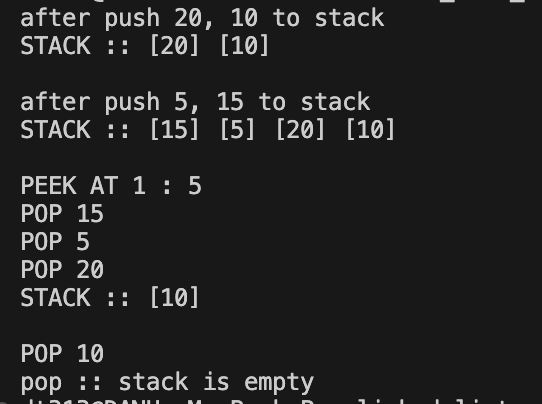 after push 20, 10 to stack
STACK :: [20] [10]
after push 5, 15 to stack
STACK :: [15] [5] [20] [10]
PEEK AT 1 : 5
POP 15
POP 5
POP 20
STACK :: [10]
POP 10
pop :: stack is empty